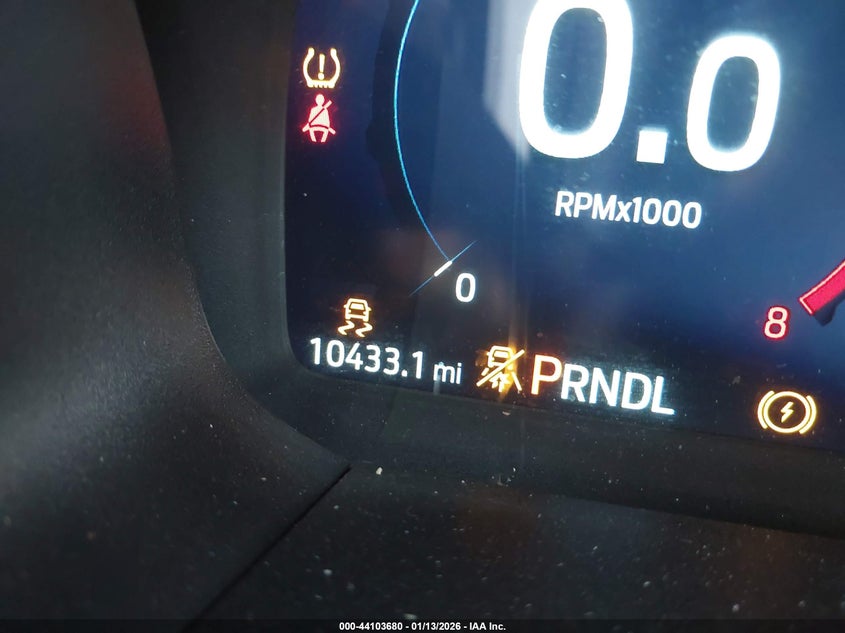 0.0
RPMx1000
0
8
10433.1 mi PRNDL
000-44103680 - 01/13/2026 - IAA Inc.